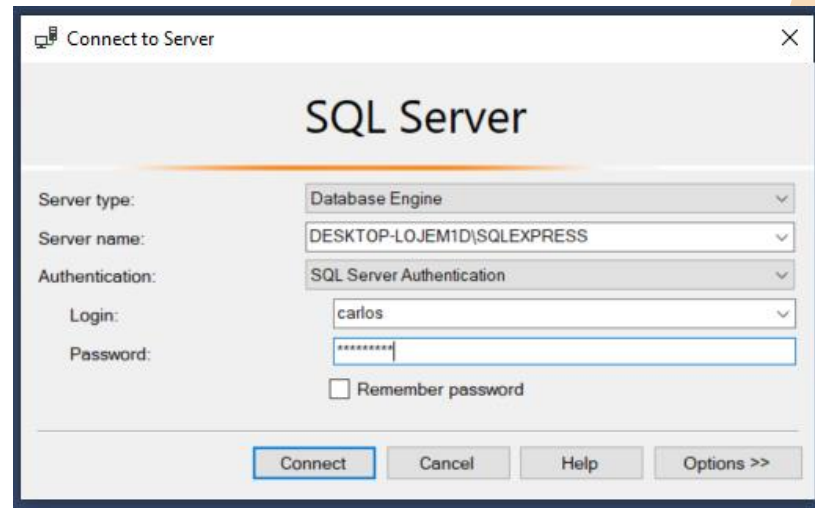 Connect to Server
SQL Server
Server type: Database Engine
Server name: DESKTOP-LOJEM1D\SQLEXPRESS
Authentication: SQL Server Authentication
Login: carlos
Password: *********
Remember password
Connect Cancel Help Options >>